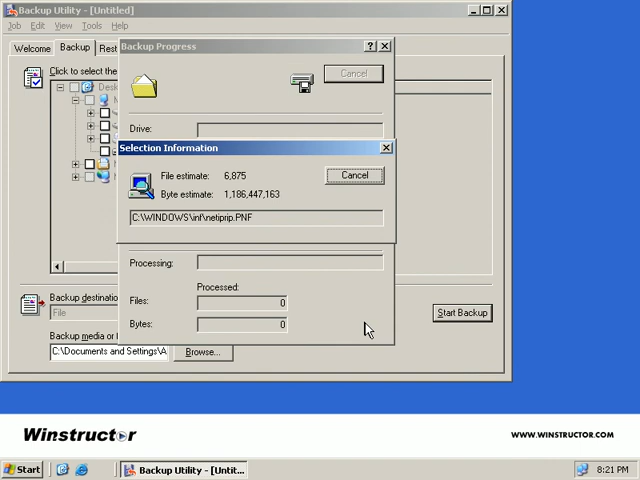 Backup Utility - [Untitled]
Job Edit View Tools Help
Welcome Backup Rest
Click to select the
Desk
Backup Progress
Cancel
Drive:
Selection Information
File estimate: 6,875
Cancel
Byte estimate: 1,186,447,163
C:\WINDOWS\inf\netiprip.PNF
Processing:
Processed:
Files: 0
Bytes: 0
Backup destination
File
Start Backup
Backup media or
C:\Documents and Settings\A
Browse...
Winstructor
WWW.WINSTRUCTOR.COM
Start
Backup Utility - [Untit...
8:21 PM